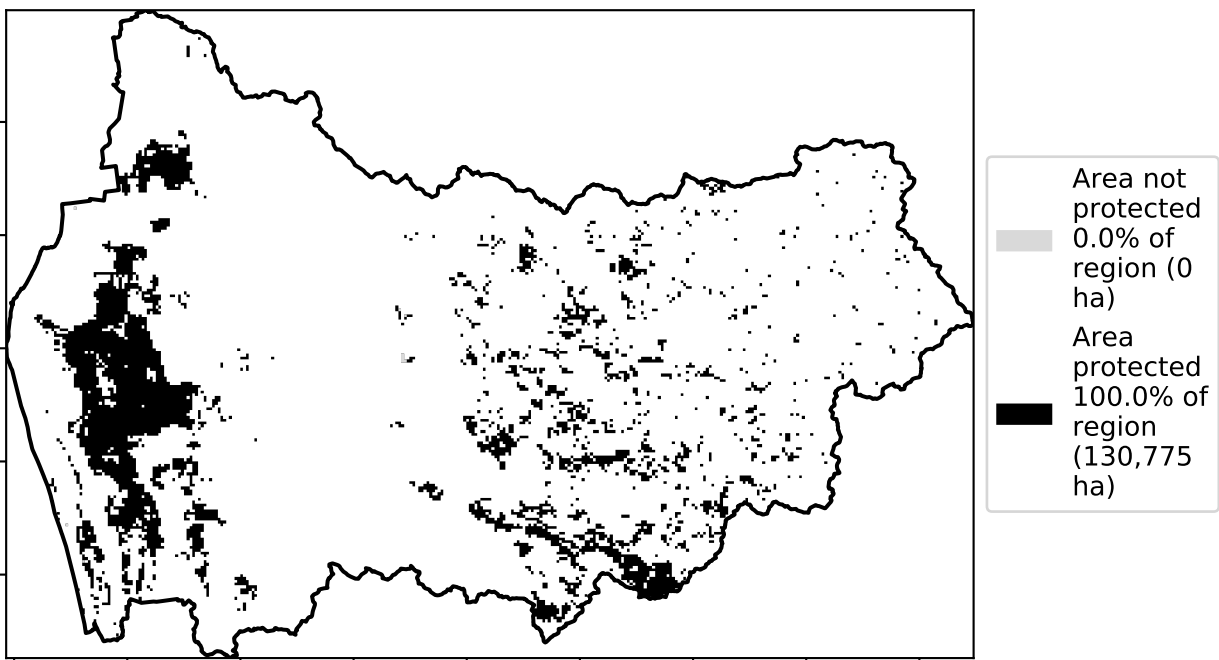 Area not
protected
0.0% of
region (0
ha)
Area
protected
100.0% of
region
(130,775
ha)